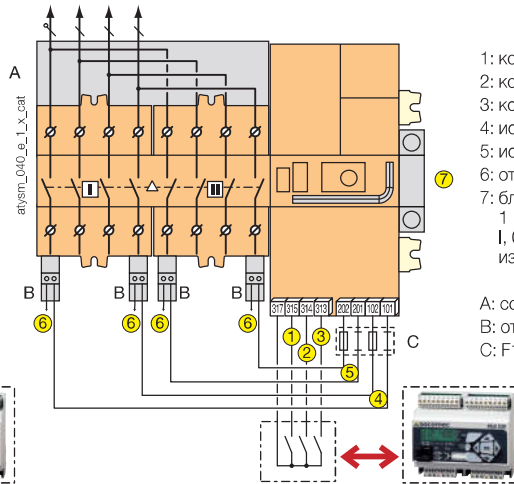 A
atysm_040_e_1_x_cat
I
II
B
B
B
B
6
6
6
6
7
317
315
314
313
202
201
102
101
1
2
3
C
5
4
1: ко
2: ко
3: ко
4: ис
5: ис
6: от
7: бл
1
I, 
из
A: со
B: от
C: F1
socomec